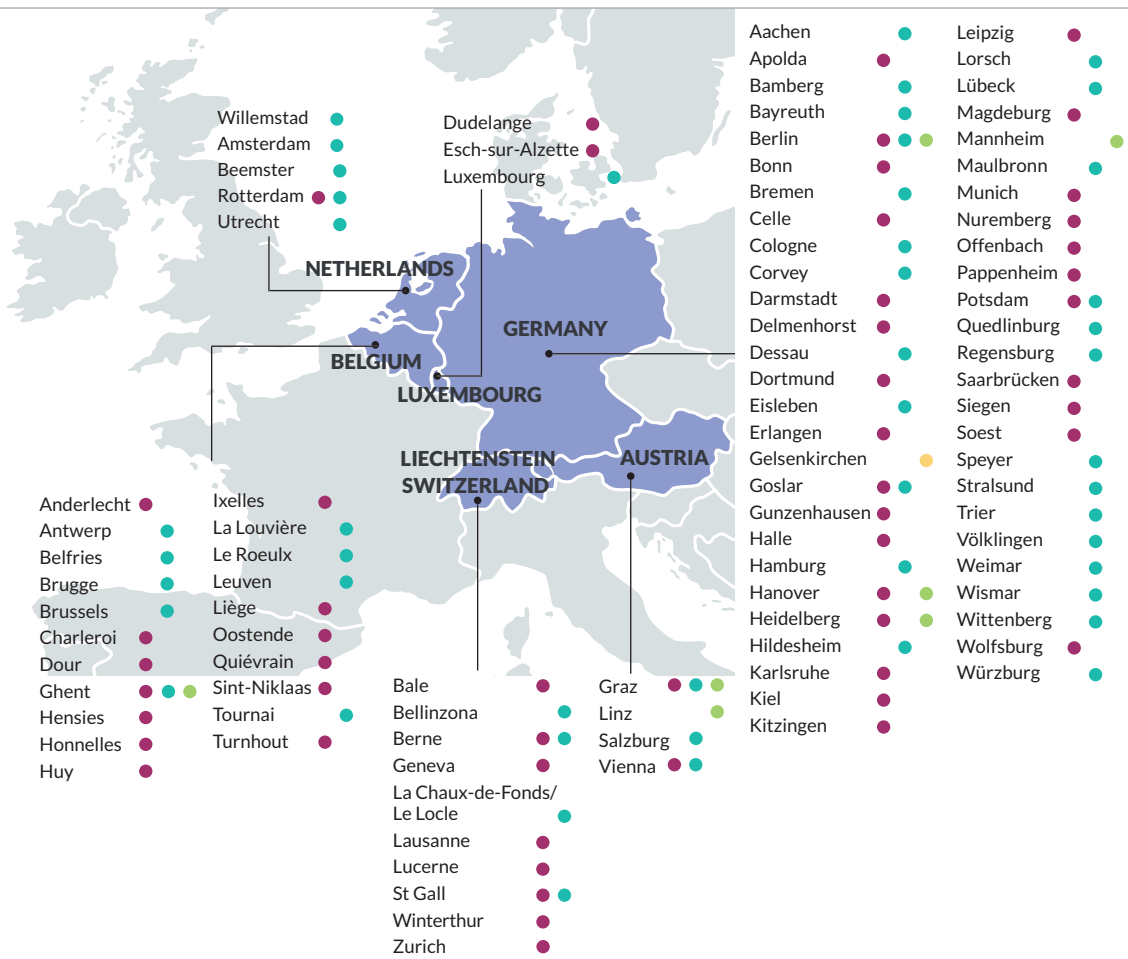 Willemstad
Amsterdam
Beemster
Rotterdam
Utrecht
Dudelange
Esch-sur-Alzette
Luxembourg
NETHERLANDS
GERMANY
BELGIUM
LUXEMBOURG
LIECHTENSTEIN
SWITZERLAND
AUSTRIA
Anderlecht
Antwerp
Belfries
Brugge
Brussels
Charleroi
Dour
Ghent
Hensies
Honnelles
Huy
Ixelles
La Louvière
Le Roeulx
Leuven
Liège
Oostende
Quiévrain
Sint-Niklaas
Tournai
Turnhout
Bale
Bellinzona
Berne
Geneva
La Chaux-de-Fonds/
Le Locle
Lausanne
Lucerne
St Gall
Winterthur
Zurich
Graz
Linz
Salzburg
Vienna
Aachen
Apolda
Bamberg
Bayreuth
Berlin
Bonn
Bremen
Celle
Cologne
Corvey
Darmstadt
Delmenhorst
Dessau
Dortmund
Eisleben
Erlangen
Gelsenkirchen
Goslar
Gunzenhausen
Halle
Hamburg
Hanover
Heidelberg
Hildesheim
Karlsruhe
Kiel
Kitzingen
Leipzig
Lorsch
Lübeck
Magdeburg
Mannheim
Maulbronn
Munich
Nuremberg
Offenbach
Pappenheim
Potsdam
Quedlinburg
Regensburg
Saarbrücken
Siegen
Soest
Speyer
Stralsund
Trier
Völklingen
Weimar
Wismar
Wittenberg
Wolfsburg
Würzburg